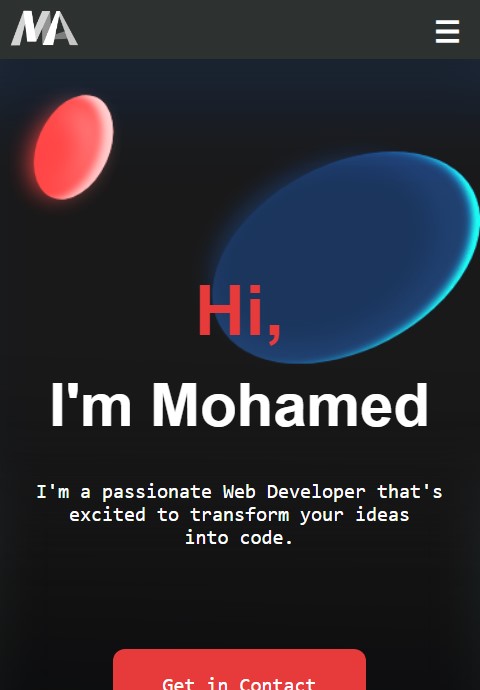 MA
Hi,
I'm Mohamed
I'm a passionate Web Developer that's
excited to transform your ideas
into code.
Get in Contact